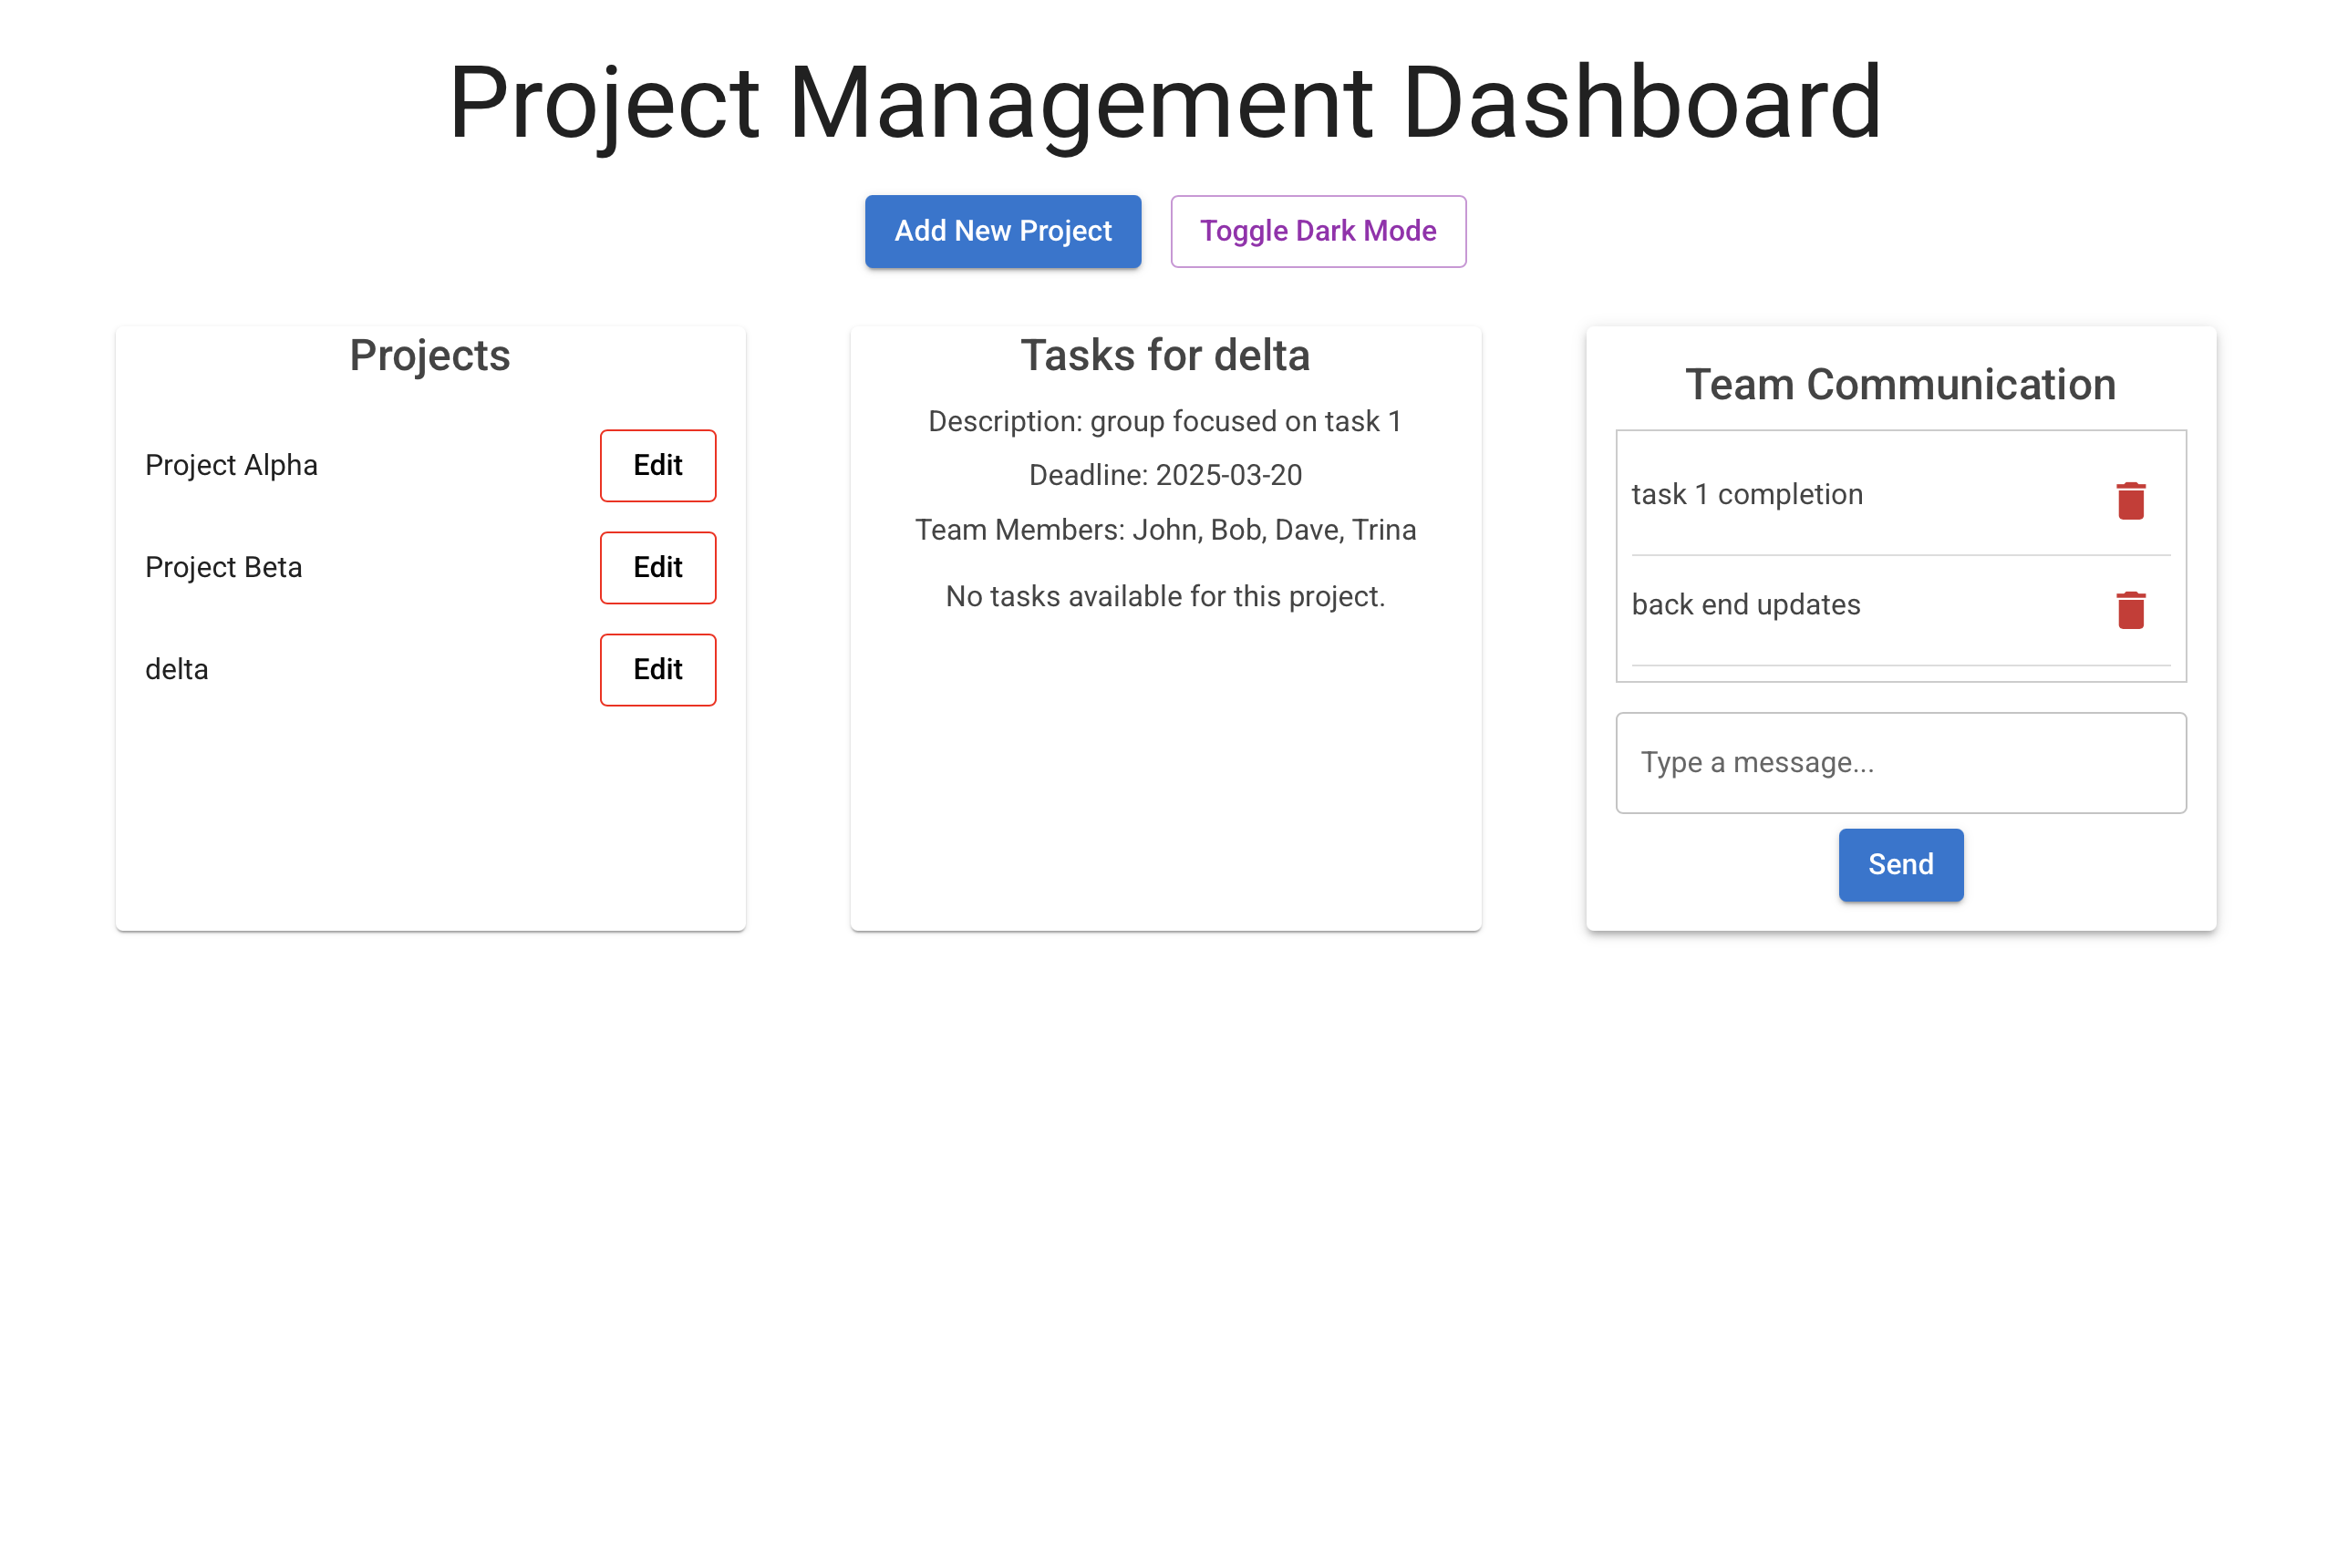 Project Management Dashboard
Add New Project
Toggle Dark Mode
Projects
Project Alpha
Edit
Project Beta
Edit
delta
Edit
Tasks for delta
Description: group focused on task 1
Deadline: 2025-03-20
Team Members: John, Bob, Dave, Trina
No tasks available for this project.
Team Communication
task 1 completion
back end updates
Type a message...
Send